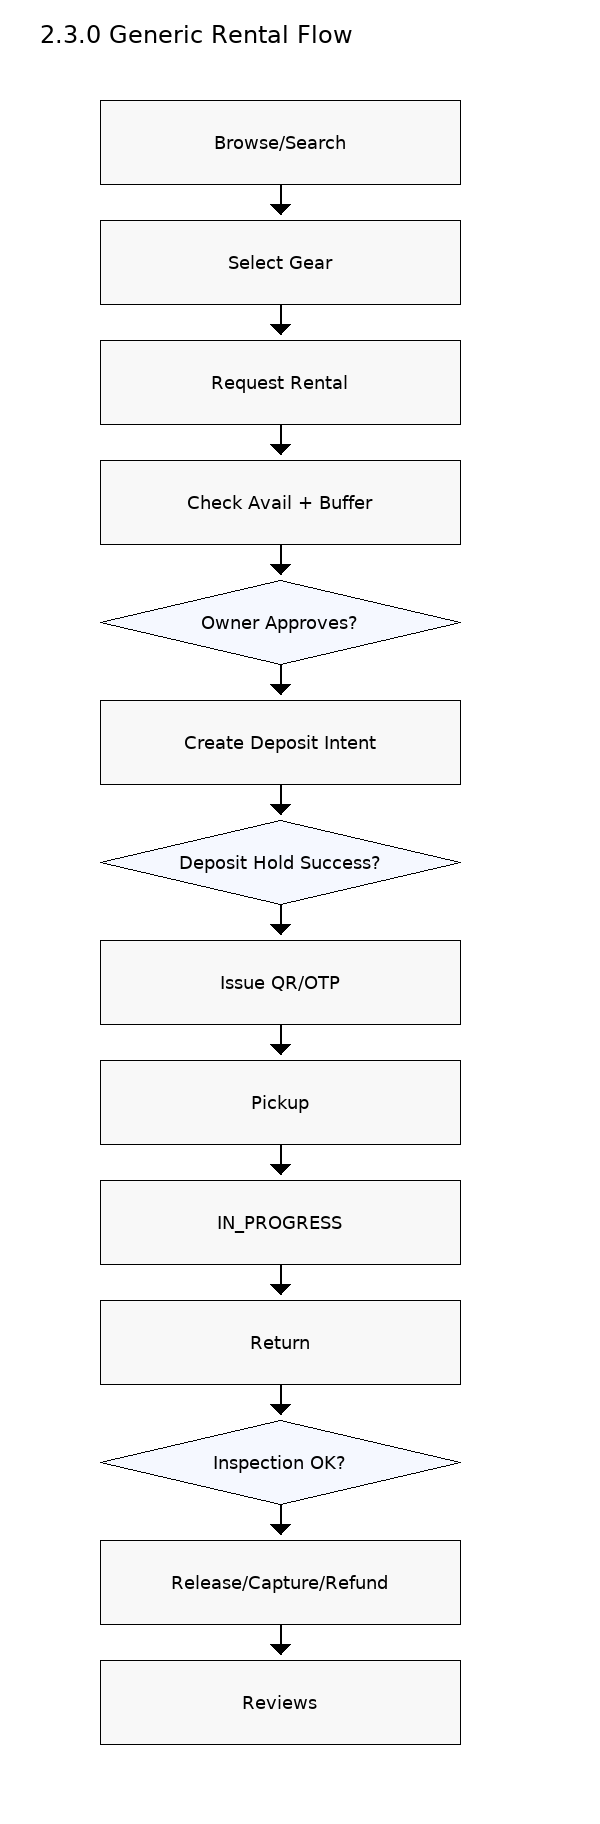 2.3.0 Generic Rental Flow
Browse/Search
Select Gear
Request Rental
Check Avail + Buffer
Owner Approves?
Create Deposit Intent
Deposit Hold Success?
Issue QR/OTP
Pickup
IN_PROGRESS
Return
Inspection OK?
Release/Capture/Refund
Reviews